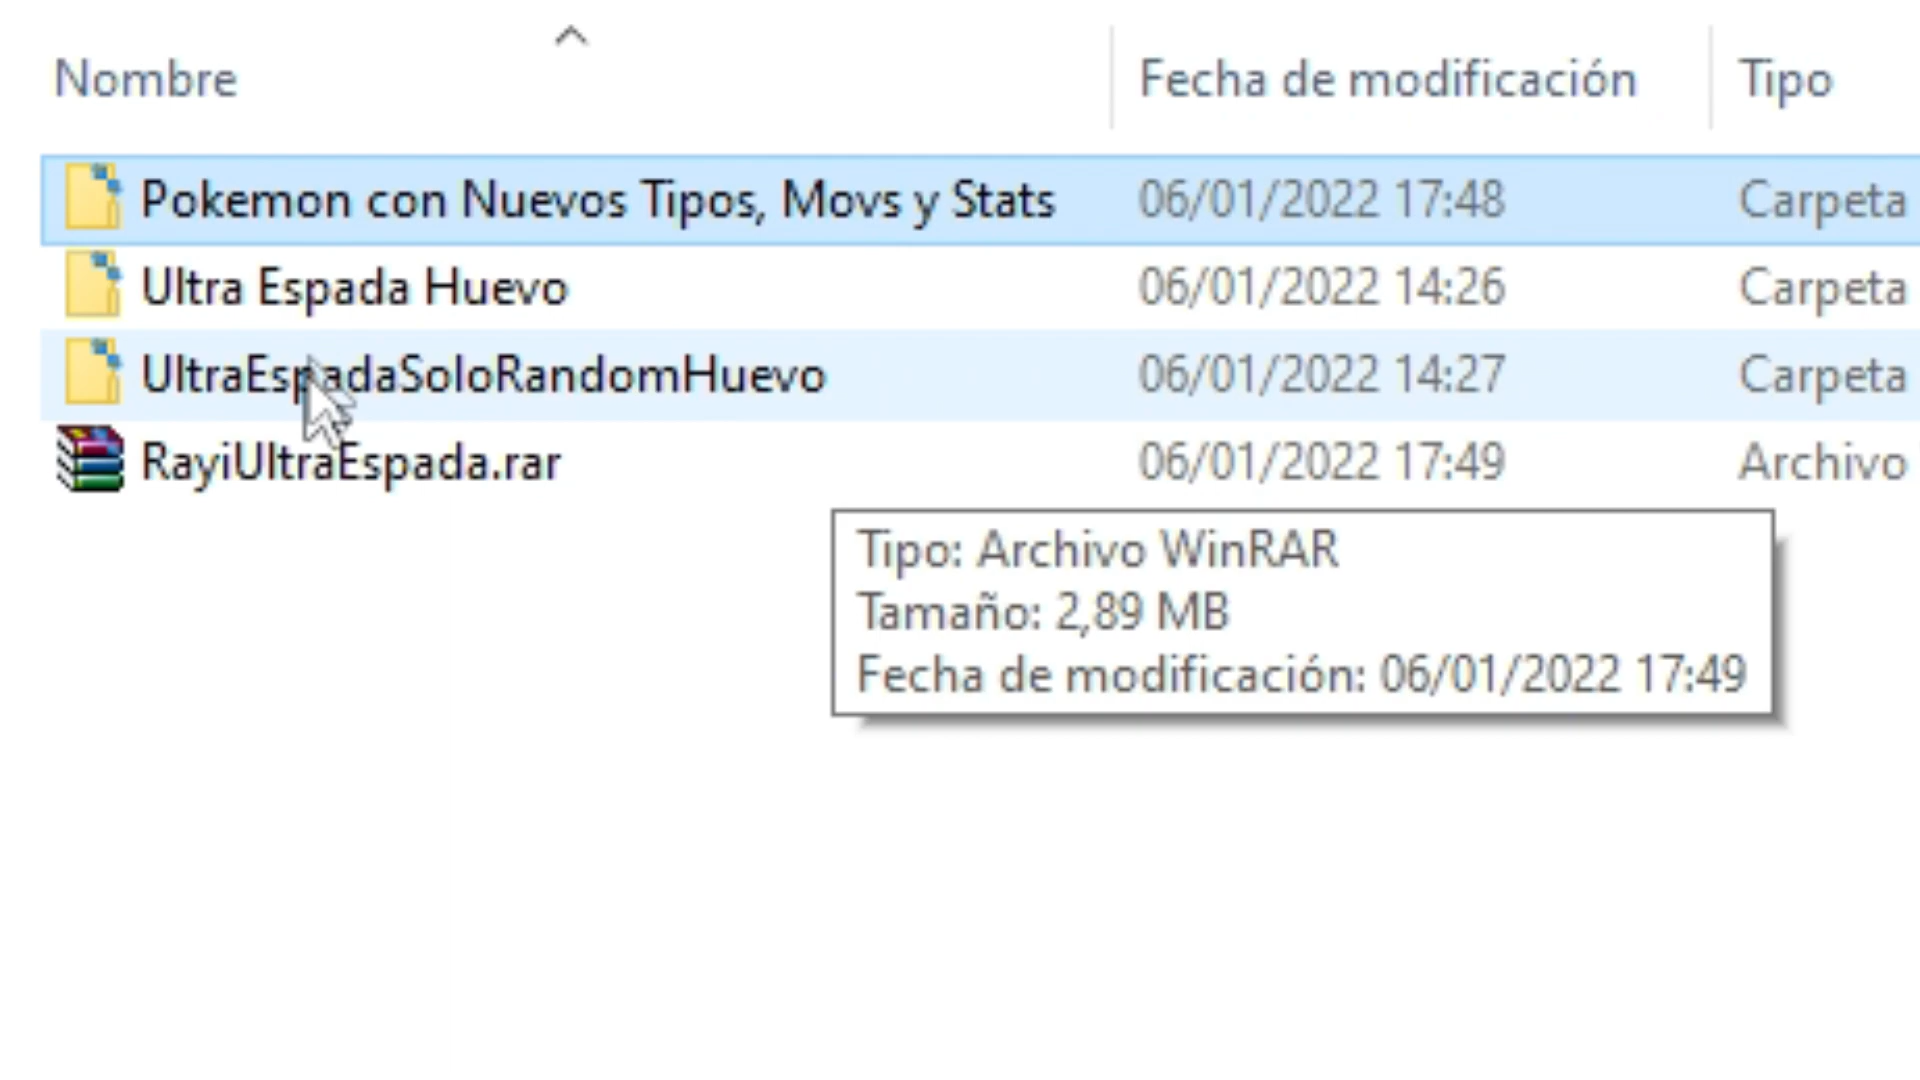 Nombre Fecha de modificación Tipo
Pokemon con Nuevos Tipos, Movs y Stats 06/01/2022 17:48 Carpeta
Ultra Espada Huevo 06/01/2022 14:26 Carpeta
UltraEspadaSoloRandomHuevo 06/01/2022 14:27 Carpeta
RayiUltraEspada.rar 06/01/2022 17:49 Archivo
Tipo: Archivo WinRAR
Tamaño: 2,89 MB
Fecha de modificación: 06/01/2022 17:49